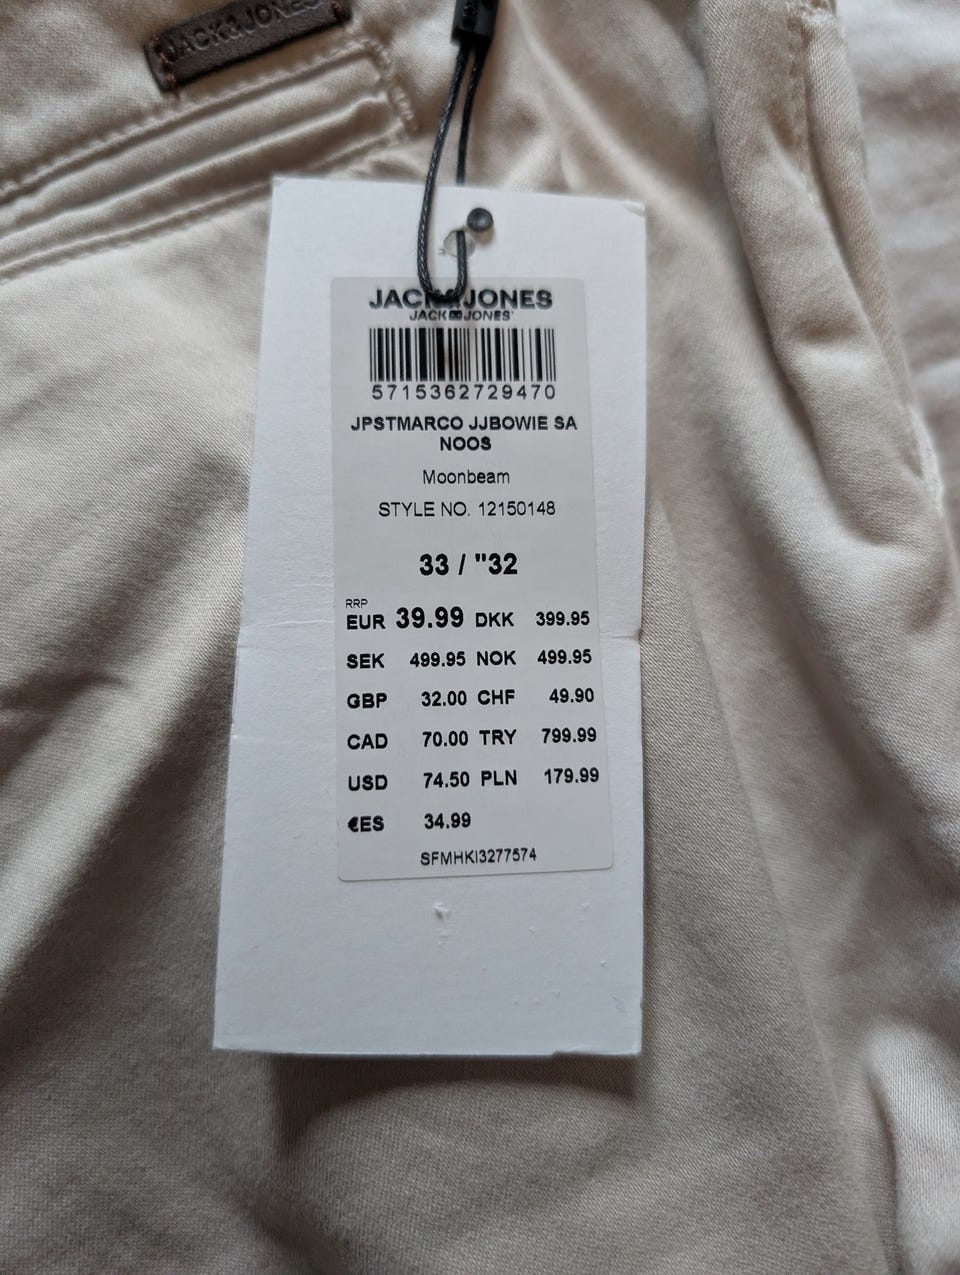 JACK&JONES
JACK&JONES
JACK&JONES
5715362729470
JPSTMARCO JJBOWIE SA
NOOS
Moonbeam
STYLE NO. 12150148
33 / "32
RRP
EUR 39.99 DKK 399.95
SEK 499.95 NOK 499.95
GBP 32.00 CHF 49.90
CAD 70.00 TRY 799.99
USD 74.50 PLN 179.99
€ES 34.99
SFMHKI3277574